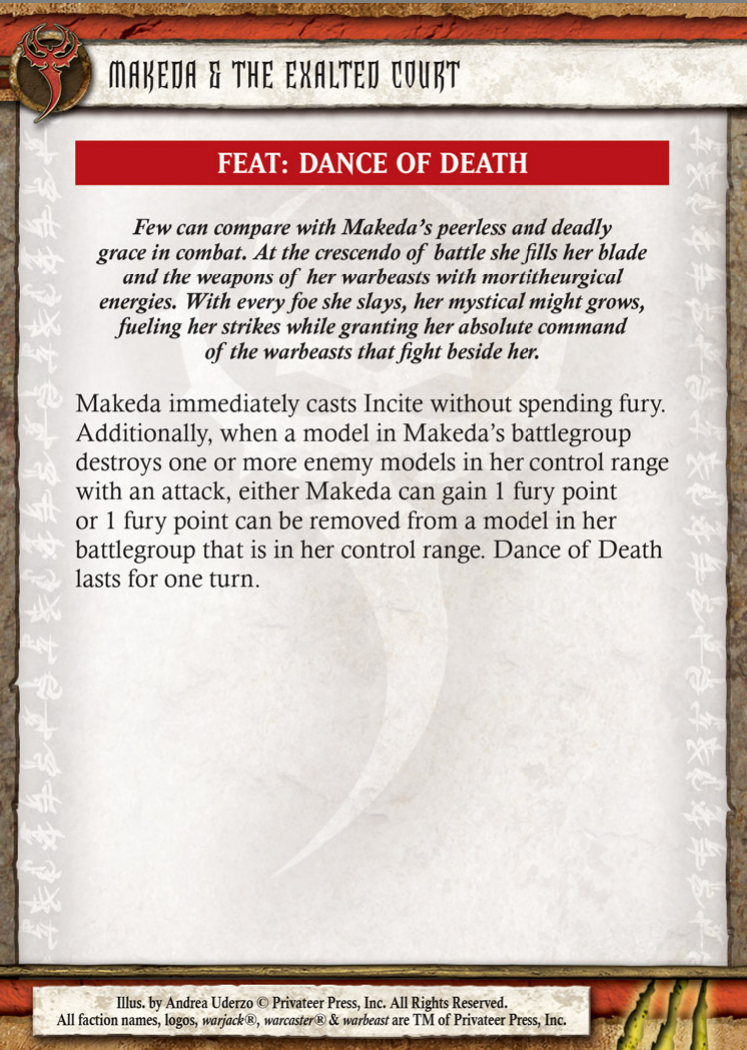 MAKEDA & THE EXALTED COURT
FEAT: DANCE OF DEATH
Few can compare with Makeda's peerless and deadly
grace in combat. At the crescendo of battle she fills her blade
and the weapons of her warbeasts with mortitheurgical
energies. With every foe she slays, her mystical might grows,
fueling her strikes while granting her absolute command
of the warbeasts that fight beside her.
Makeda immediately casts Incite without spending fury.
Additionally, when a model in Makeda's battlegroup
destroys one or more enemy models in her control range
with an attack, either Makeda can gain 1 fury point
or 1 fury point can be removed from a model in her
battlegroup that is in her control range. Dance of Death
lasts for one turn.
Illus. by Andrea Uderzo © Privateer Press, Inc. All Rights Reserved.
All faction names, logos, warjack®, warcaster® & warbeast are TM of Privateer Press, Inc.